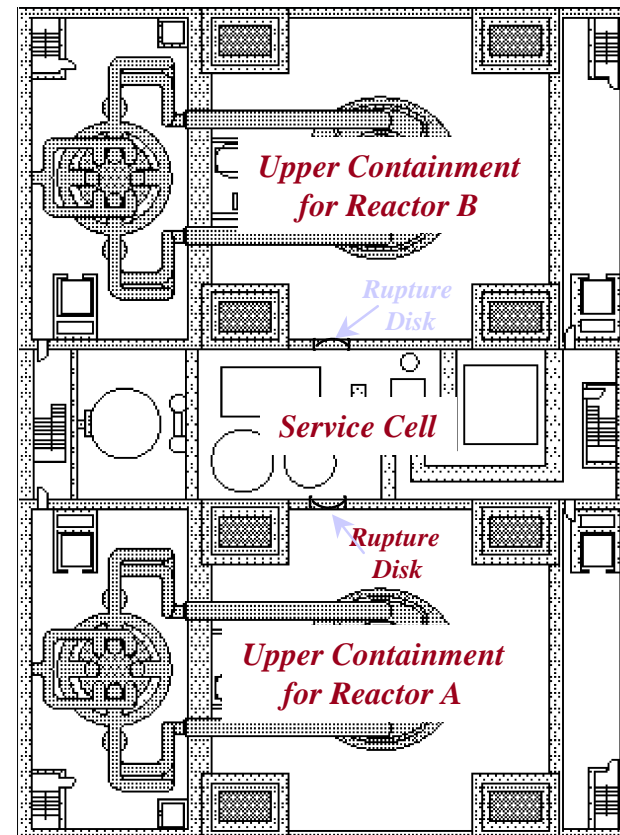 Upper Containment
for Reactor B
Rupture
Disk
Service Cell
Rupture
Disk
Upper Containment
for Reactor A